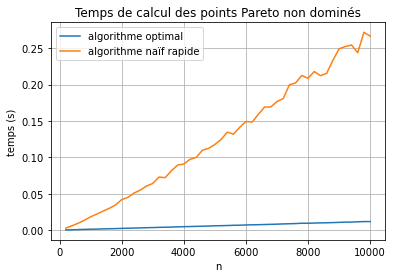 Temps de calcul des points Pareto non dominés
algorithme optimal
algorithme naïf rapide
temps (s)
0.25
0.20
0.15
0.10
0.05
0.00
0
2000
4000
6000
8000
10000
n